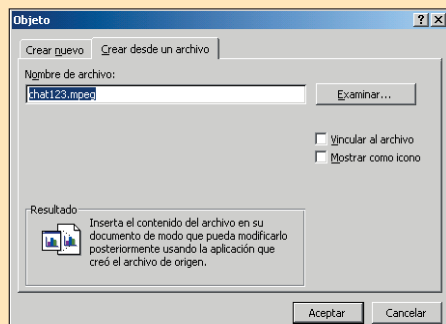 Objeto
Crear nuevo
Crear desde un archivo
Nombre de archivo:
chat123.mpeg
Examinar...
Vincular al archivo
Mostrar como icono
Resultado
Inserta el contenido del archivo en su
documento de modo que pueda modificarlo
posteriormente usando la aplicación que
creó el archivo de origen.
Aceptar
Cancelar